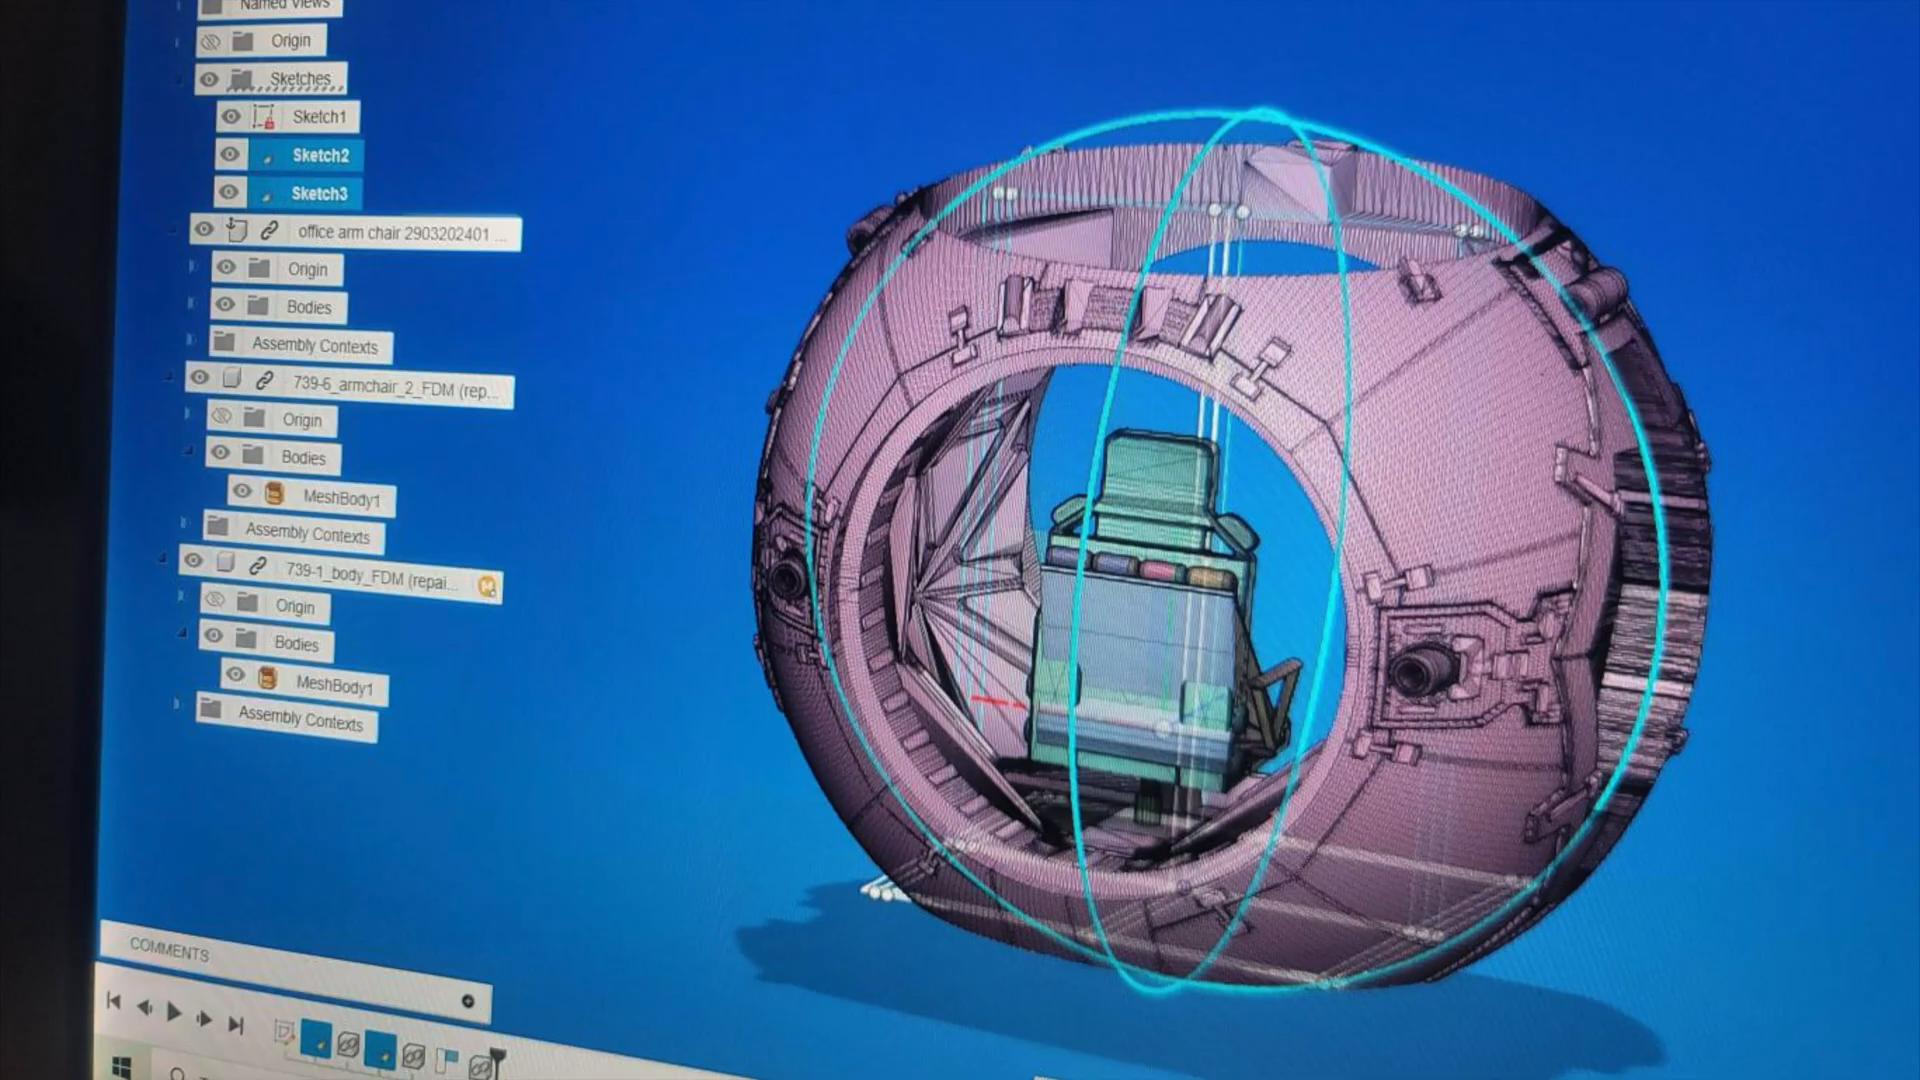 Named Views
Origin
Sketches
Sketch1
Sketch2
Sketch3
office arm chair 2903202401 ...
Origin
Bodies
Assembly Contexts
739-6_armchair_2_FDM (rep...
Origin
Bodies
MeshBody1
Assembly Contexts
739-1_body_FDM (repai...
Origin
Bodies
MeshBody1
Assembly Contexts
COMMENTS